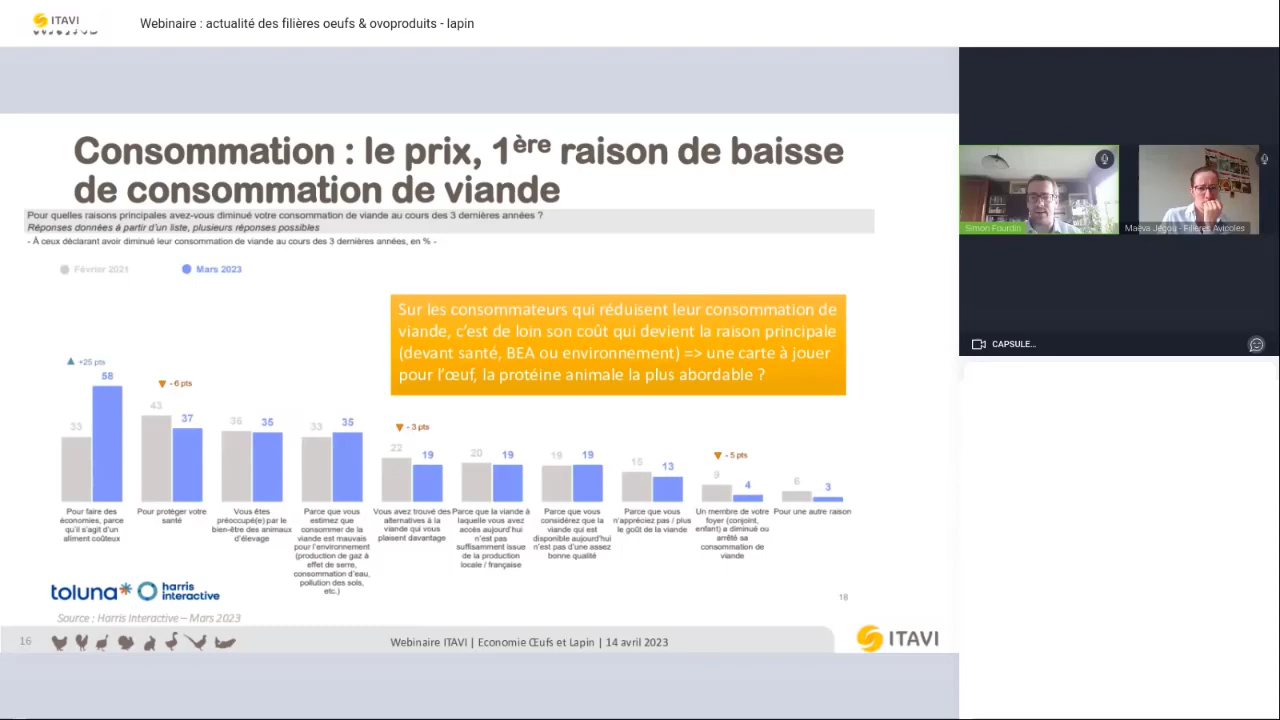 ITAVI
Webinaire : actualité des filières oeufs & ovoproduits - lapin
Consommation : le prix, 1ère raison de baisse
de consommation de viande
Pour quelles raisons principales avez-vous diminué votre consommation de viande au cours des 3 dernières années ?
Réponses données à partir d'un liste, plusieurs réponses possibles
- À ceux déclarant avoir diminué leur consommation de viande au cours des 3 dernières années, en % -
Février 2021
Mars 2023
Sur les consommateurs qui réduisent leur consommation de
viande, c'est de loin son coût qui devient la raison principale
(devant santé, BEA ou environnement) => une carte à jouer
pour l'œuf, la protéine animale la plus abordable ?
+25 pts
33
58
- 6 pts
43
37
36
35
33
35
- 3 pts
22
19
20
19
19
19
13
- 5 pts
9
4
6
3
Pour faire des
économies, parce
qu'il s'agit d'un
aliment coûteux
Pour protéger votre
santé
Vous êtes
préoccupé(e) par le
bien-être des animaux
d'élevage
Parce que vous
estimez que
consommer de la
viande est mauvais
pour l'environnement
(production de gaz à
effet de serre,
consommation d'eau,
pollution des sols,
etc.)
Vous avez trouvé des
alternatives à la
viande qui vous
plaisent davantage
Parce que la viande à
laquelle vous avez
accès aujourd'hui
n'est pas
suffisamment issue
de la production
locale / française
Parce que vous
considérez que la
viande qui est
disponible aujourd'hui
n'est pas d'une assez
bonne qualité
Parce que vous
n'appréciez pas / plus
le goût de la viande
Un membre de votre
foyer (conjoint,
enfant) a diminué ou
arrêté sa
consommation de
viande
Pour une autre raison
toluna
harris
interactive
18
Source : Harris Interactive – Mars 2023
16
Webinaire ITAVI | Economie Œufs et Lapin | 14 avril 2023
ITAVI
Simon Fourdin
Maëva Jégou - Filières Avicoles
CAPSULE...